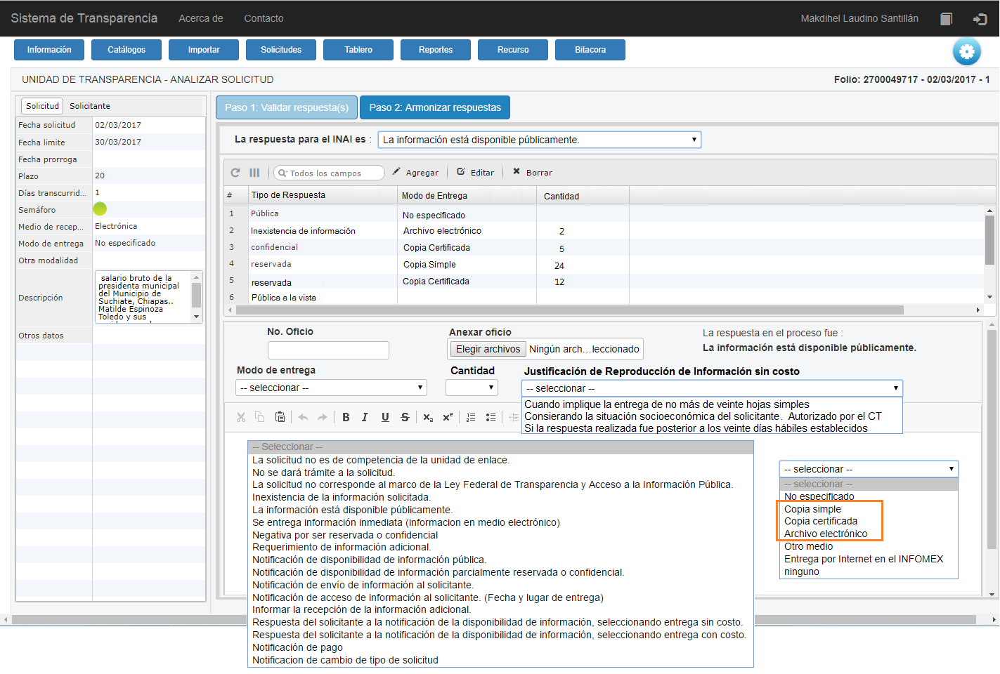 Sistema de Transparencia Acerca de Contacto Makdihel Laudino Santillán
Información Catálogos Importar Solicitudes Tablero Reportes Recurso Bitacora
UNIDAD DE TRANSPARENCIA - ANALIZAR SOLICITUD Folio: 2700049717 - 02/03/2017 - 1
Solicitud Solicitante
Fecha solicitud 02/03/2017
Fecha limite 30/03/2017
Fecha prorroga
Plazo 20
Días transcurrid... 1
Semáforo
Medio de recep... Electrónica
Modo de entrega No especificado
Otra modalidad
Descripción
salario bruto de la
presidenta municipal
del Municipio de
Suchiate, Chiapas..
Matilde Espinoza
Toledo y sus
Otros datos
Paso 1: Validar respuesta(s) Paso 2: Armonizar respuestas
La respuesta para el INAI es : La información está disponible públicamente.
Todos los campos Agregar Editar Borrar
# Tipo de Respuesta Modo de Entrega Cantidad
1 Pública No especificado
2 Inexistencia de información Archivo electrónico 2
3 confidencial Copia Certificada 5
4 reservada Copia Simple 24
5 reservada Copia Certificada 12
6 Pública a la vista
No. Oficio Anexar oficio La respuesta en el proceso fue :
Elegir archivos Ningún arch...leccionado La información está disponible públicamente.
Modo de entrega Cantidad Justificación de Reproducción de Información sin costo
-- seleccionar -- -- seleccionar --
Cuando implique la entrega de no más de veinte hojas simples
Consierando la situación socioeconómica del solicitante. Autorizado por el CT
Si la respuesta realizada fue posterior a los veinte días hábiles establecidos
B I U S x₂ x²
-- Seleccionar --
La solicitud no es de competencia de la unidad de enlace.
No se dará trámite a la solicitud.
La solicitud no corresponde al marco de la Ley Federal de Transparencia y Acceso a la Información Pública.
Inexistencia de la información solicitada.
La información está disponible públicamente.
Se entrega información inmediata (informacion en medio electrónico)
Negativa por ser reservada o confidencial
Requerimiento de información adicional.
Notificación de disponibilidad de información pública.
Notificación de disponibilidad de información parcialmente reservada o confidencial.
Notificación de envío de información al solicitante.
Notificación de acceso de información al solicitante. (Fecha y lugar de entrega)
Informar la recepción de la información adicional.
Respuesta del solicitante a la notificación de la disponibilidad de información, seleccionando entrega sin costo.
Respuesta del solicitante a la notificación de la disponibilidad de información, seleccionando entrega con costo.
Notificación de pago
Notificacion de cambio de tipo de solicitud
-- seleccionar --
-- seleccionar --
No especificado
Copia simple
Copia certificada
Archivo electrónico
Otro medio
Entrega por Internet en el INFOMEX
ninguno